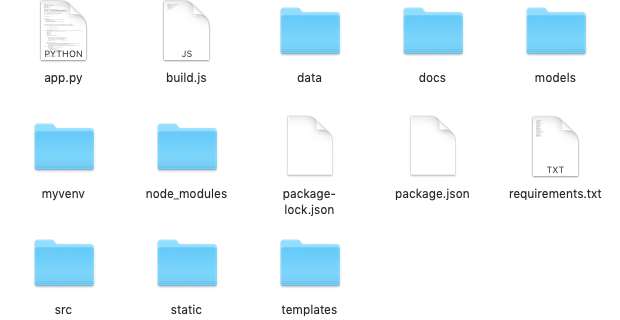 PYTHON
JS
app.py
build.js
data
docs
models
TXT
myvenv
node_modules
package-
lock.json
package.json
requirements.txt
src
static
templates